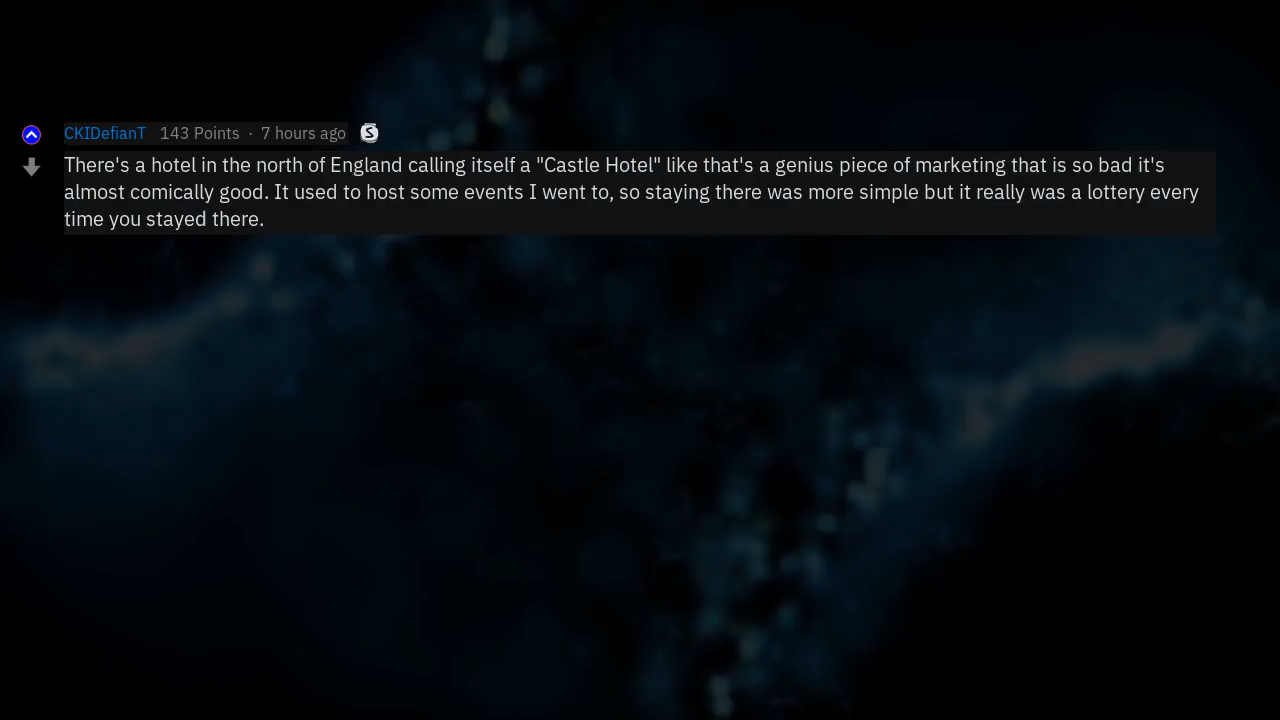 CKIDefianT 143 Points · 7 hours ago
There's a hotel in the north of England calling itself a "Castle Hotel" like that's a genius piece of marketing that is so bad it's
almost comically good. It used to host some events I went to, so staying there was more simple but it really was a lottery every
time you stayed there.